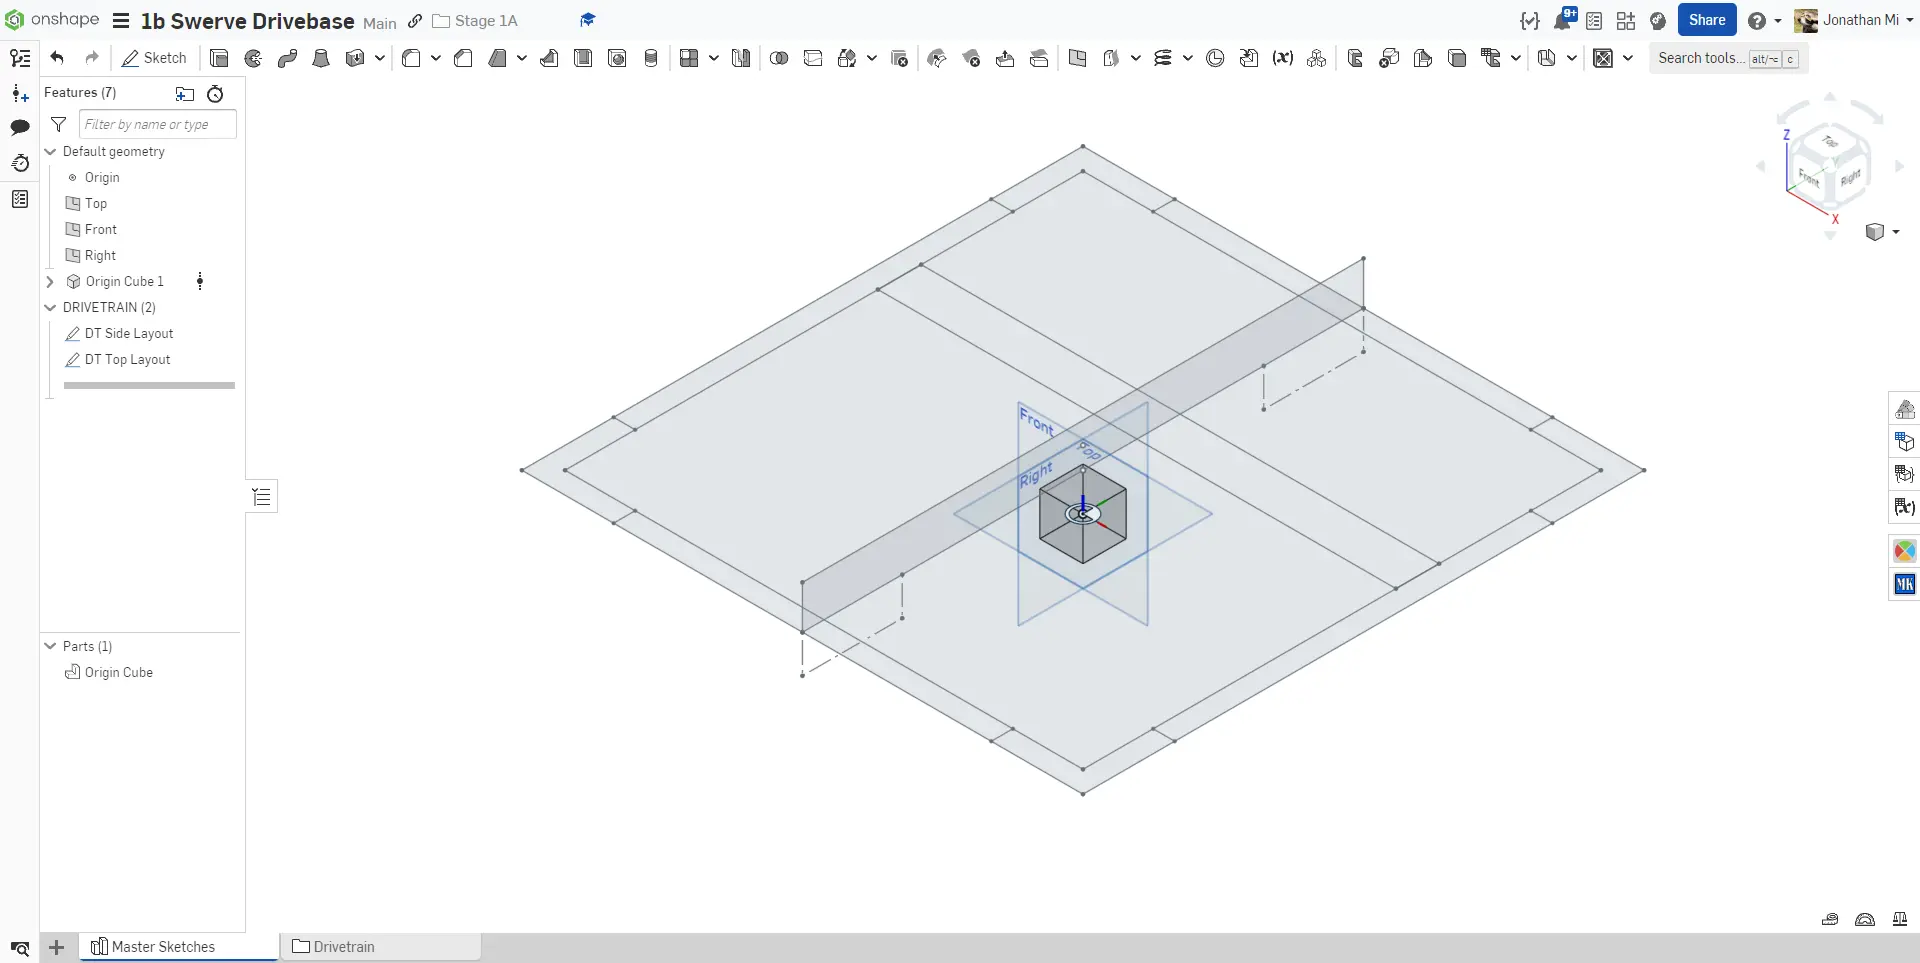 onshape 1b Swerve Drivebase Main Stage 1A 9+ Share Jonathan Mi
Sketch Search tools... alt/⌥ c
Features (7)
Filter by name or type
Default geometry
Origin
Top
Front
Right
Origin Cube 1
DRIVETRAIN (2)
DT Side Layout
DT Top Layout
Parts (1)
Origin Cube
Front
Top
Right
Z
Top
Y
Front
Right
X
MK
Master Sketches
Drivetrain